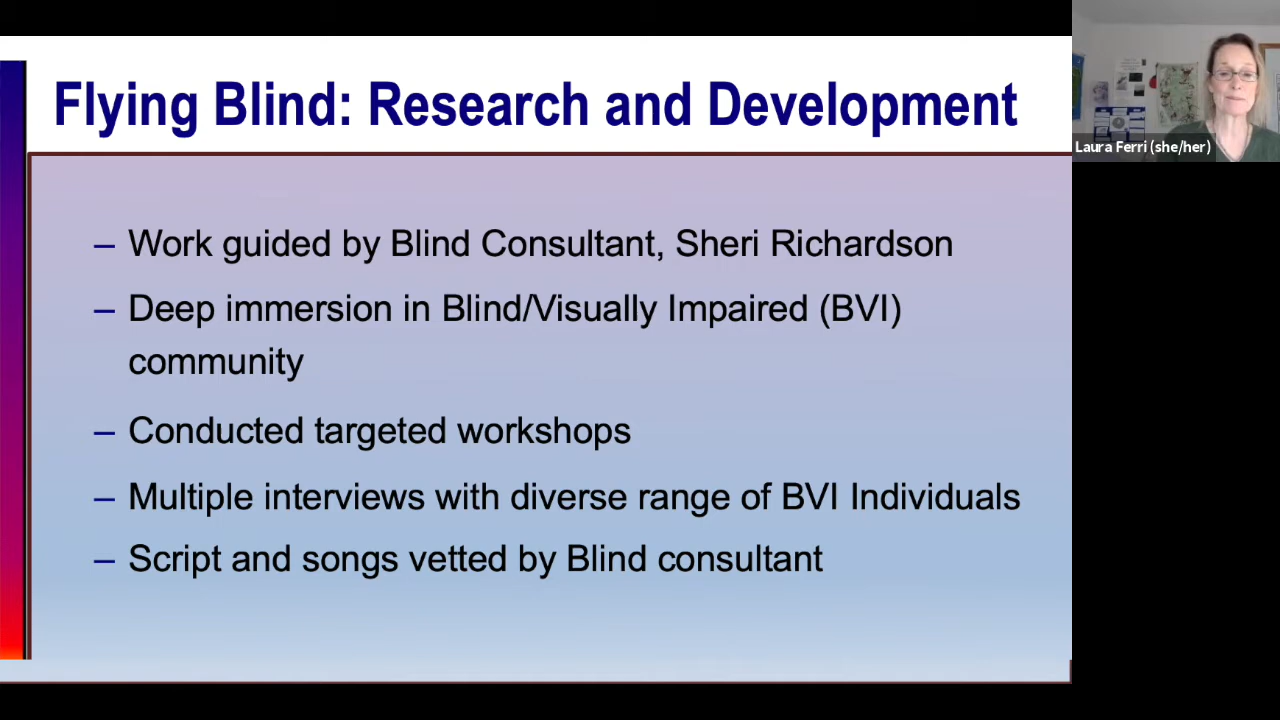 Flying Blind: Research and Development
– Work guided by Blind Consultant, Sheri Richardson
– Deep immersion in Blind/Visually Impaired (BVI)
community
– Conducted targeted workshops
– Multiple interviews with diverse range of BVI Individuals
– Script and songs vetted by Blind consultant
Laura Ferri (she/her)